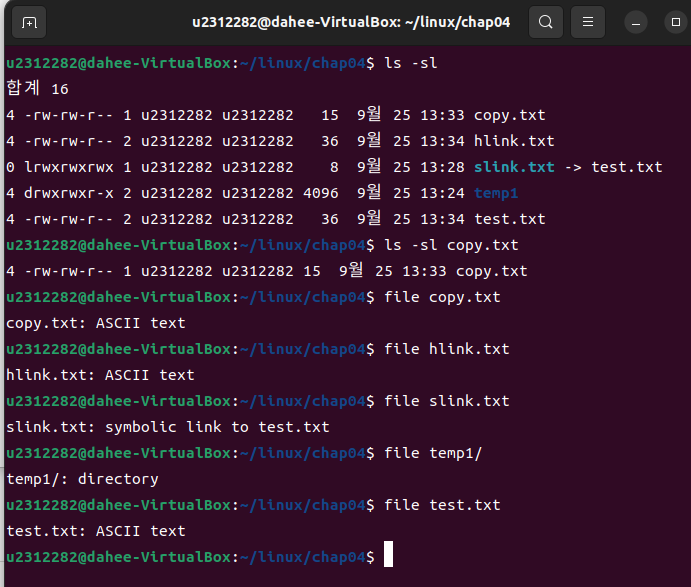 u2312282@dahee-VirtualBox: ~/linux/chap04
u2312282@dahee-VirtualBox:~/linux/chap04$ ls -sl
합계 16
4 -rw-rw-r-- 1 u2312282 u2312282   15  9월 25 13:33 copy.txt
4 -rw-rw-r-- 2 u2312282 u2312282   36  9월 25 13:34 hlink.txt
0 lrwxrwxrwx 1 u2312282 u2312282    8  9월 25 13:28 slink.txt -> test.txt
4 drwxrwxr-x 2 u2312282 u2312282 4096  9월 25 13:24 temp1
4 -rw-rw-r-- 2 u2312282 u2312282   36  9월 25 13:34 test.txt
u2312282@dahee-VirtualBox:~/linux/chap04$ ls -sl copy.txt
4 -rw-rw-r-- 1 u2312282 u2312282 15  9월 25 13:33 copy.txt
u2312282@dahee-VirtualBox:~/linux/chap04$ file copy.txt
copy.txt: ASCII text
u2312282@dahee-VirtualBox:~/linux/chap04$ file hlink.txt
hlink.txt: ASCII text
u2312282@dahee-VirtualBox:~/linux/chap04$ file slink.txt
slink.txt: symbolic link to test.txt
u2312282@dahee-VirtualBox:~/linux/chap04$ file temp1/
temp1/: directory
u2312282@dahee-VirtualBox:~/linux/chap04$ file test.txt
test.txt: ASCII text
u2312282@dahee-VirtualBox:~/linux/chap04$